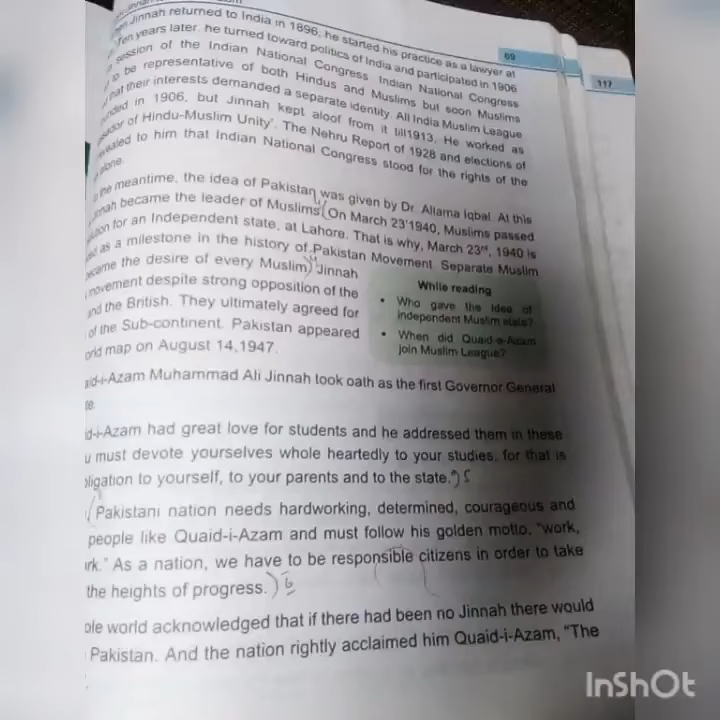 Jinnah returned to India in 1896, he started his practice as a lawyer at
Ten years later, he turned toward politics of India and participated in 1906
session of the Indian National Congress. Indian National Congress
to be representative of both Hindus and Muslims but soon Muslims
that their interests demanded a separate identity. All India Muslim League
in 1906, but Jinnah kept aloof from it till1913. He worked as
of Hindu-Muslim Unity'. The Nehru Report of 1928 and elections of
to him that Indian National Congress stood for the rights of the
alone.
the meantime, the idea of Pakistan was given by Dr. Allama Iqbal. At this
became the leader of Muslims. (On March 23'1940, Muslims passed
for an Independent state, at Lahore. That is why, March 23rd, 1940 is
as a milestone in the history of Pakistan Movement. Separate Muslim
the desire of every Muslim) Jinnah
movement despite strong opposition of the
and the British. They ultimately agreed for
of the Sub-continent. Pakistan appeared
map on August 14,1947.
While reading
• Who gave the idea of
independent Muslim state?
• When did Quaid-e-Azam
join Muslim League?
-i-Azam Muhammad Ali Jinnah took oath as the first Governor General
-i-Azam had great love for students and he addressed them in these
must devote yourselves whole heartedly to your studies, for that is
to yourself, to your parents and to the state.") 5
(Pakistani nation needs hardworking, determined, courageous and
people like Quaid-i-Azam and must follow his golden motto, "work,
As a nation, we have to be responsible citizens in order to take
the heights of progress.) 6
world acknowledged that if there had been no Jinnah there would
Pakistan. And the nation rightly acclaimed him Quaid-i-Azam, "The
69
117
InShOt